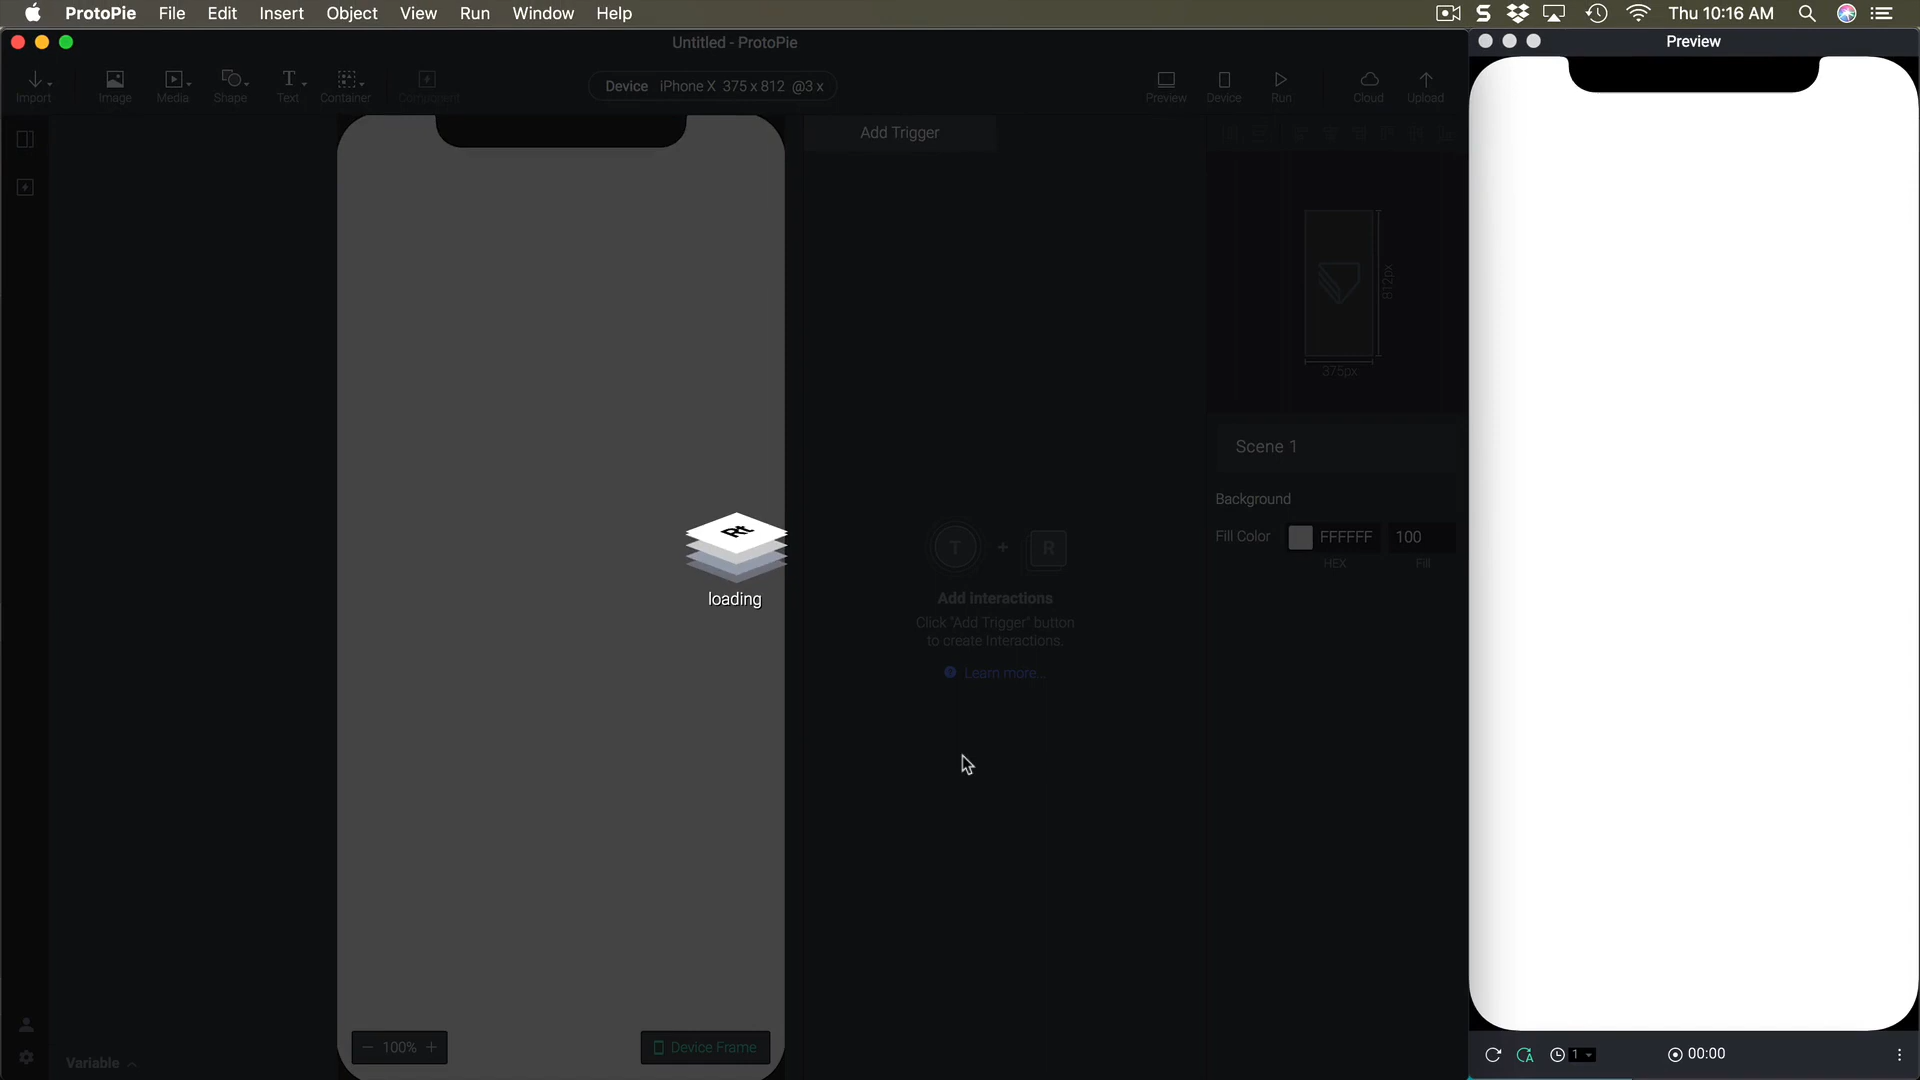 ProtoPie File Edit Insert Object View Run Window Help
S
Thu 10:16 AM
Untitled - ProtoPie
Preview
Import
Image
Media
Shape
Text
Container
Component
Device iPhone X 375 x 812 @3 x
Preview
Device
Run
Cloud
Upload
Add Trigger
812px
375px
Scene 1
Background
Fill Color
FFFFFF
100
HEX
Fill
Rt
loading
T + R
Add interactions
Click "Add Trigger" button
to create Interactions.
? Learn more...
− 100% +
Device Frame
Variable
A
1
00:00